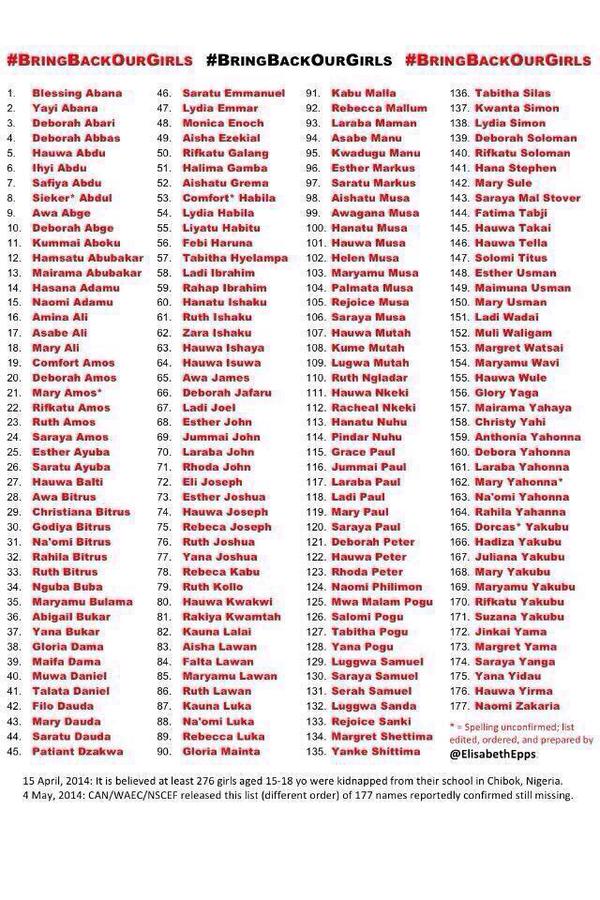 #BRINGBACKOURGIRLS #BRINGBACKOURGIRLS #BRINGBACKOURGIRLS
1. Blessing Abana
2. Yayi Abana
3. Deborah Abari
4. Deborah Abbas
5. Hauwa Abdu
6. Ihyi Abdu
7. Safiya Abdu
8. Sieker* Abdul
9. Awa Abge
10. Deborah Abge
11. Kummai Aboku
12. Hamsatu Abubakar
13. Mairama Abubakar
14. Hasana Adamu
15. Naomi Adamu
16. Amina Ali
17. Asabe Ali
18. Mary Ali
19. Comfort Amos
20. Deborah Amos
21. Mary Amos*
22. Rifkatu Amos
23. Ruth Amos
24. Saraya Amos
25. Esther Ayuba
26. Saratu Ayuba
27. Hauwa Balti
28. Awa Bitrus
29. Christiana Bitrus
30. Godiya Bitrus
31. Na'omi Bitrus
32. Rahila Bitrus
33. Ruth Bitrus
34. Nguba Buba
35. Maryamu Bulama
36. Abigail Bukar
37. Yana Bukar
38. Gloria Dama
39. Maifa Dama
40. Muwa Daniel
41. Talata Daniel
42. Filo Dauda
43. Mary Dauda
44. Saratu Dauda
45. Patiant Dzakwa
46. Saratu Emmanuel
47. Lydia Emmar
48. Monica Enoch
49. Aisha Ezekial
50. Rifkatu Galang
51. Halima Gamba
52. Aishatu Grema
53. Comfort* Habila
54. Lydia Habila
55. Liyatu Habitu
56. Febi Haruna
57. Tabitha Hyelampa
58. Ladi Ibrahim
59. Rahap Ibrahim
60. Hanatu Ishaku
61. Ruth Ishaku
62. Zara Ishaku
63. Hauwa Ishaya
64. Hauwa Isuwa
65. Awa James
66. Deborah Jafaru
67. Ladi Joel
68. Esther John
69. Jummai John
70. Laraba John
71. Rhoda John
72. Eli Joseph
73. Esther Joshua
74. Hauwa Joseph
75. Rebeca Joseph
76. Ruth Joshua
77. Yana Joshua
78. Rebeca Kabu
79. Ruth Kollo
80. Hauwa Kwakwi
81. Rakiya Kwamtah
82. Kauna Lalai
83. Aisha Lawan
84. Falta Lawan
85. Maryamu Lawan
86. Ruth Lawan
87. Kauna Luka
88. Na'omi Luka
89. Rebecca Luka
90. Gloria Mainta
91. Kabu Malla
92. Rebecca Mallum
93. Laraba Maman
94. Asabe Manu
95. Kwadugu Manu
96. Esther Markus
97. Saratu Markus
98. Aishatu Musa
99. Awagana Musa
100. Hanatu Musa
101. Hauwa Musa
102. Helen Musa
103. Maryamu Musa
104. Palmata Musa
105. Rejoice Musa
106. Saraya Musa
107. Hauwa Mutah
108. Kume Mutah
109. Lugwa Mutah
110. Ruth Ngladar
111. Hauwa Nkeki
112. Racheal Nkeki
113. Hanatu Nuhu
114. Pindar Nuhu
115. Grace Paul
116. Jummai Paul
117. Laraba Paul
118. Ladi Paul
119. Mary Paul
120. Saraya Paul
121. Deborah Peter
122. Hauwa Peter
123. Rhoda Peter
124. Naomi Philimon
125. Mwa Malam Pogu
126. Salomi Pogu
127. Tabitha Pogu
128. Yana Pogu
129. Luggwa Samuel
130. Saraya Samuel
131. Serah Samuel
132. Luggwa Sanda
133. Rejoice Sanki
134. Margret Shettima
135. Yanke Shittima
136. Tabitha Silas
137. Kwanta Simon
138. Lydia Simon
139. Deborah Soloman
140. Rifkatu Soloman
141. Hana Stephen
142. Mary Sule
143. Saraya Mal Stover
144. Fatima Tabji
145. Hauwa Takai
146. Hauwa Tella
147. Solomi Titus
148. Esther Usman
149. Maimuna Usman
150. Mary Usman
151. Ladi Wadai
152. Muli Waligam
153. Margret Watsai
154. Maryamu Wavi
155. Hauwa Wule
156. Glory Yaga
157. Mairama Yahaya
158. Christy Yahi
159. Anthonia Yahonna
160. Debora Yahonna
161. Laraba Yahonna
162. Mary Yahonna*
163. Na'omi Yahonna
164. Rahila Yahanna
165. Dorcas* Yakubu
166. Hadiza Yakubu
167. Juliana Yakubu
168. Mary Yakubu
169. Maryamu Yakubu
170. Rifkatu Yakubu
171. Suzana Yakubu
172. Jinkai Yama
173. Margret Yama
174. Saraya Yanga
175. Yana Yidau
176. Hauwa Yirma
177. Naomi Zakaria
* = Spelling unconfirmed; list
edited, ordered, and prepared by
@ElisabethEpps
15 April, 2014: It is believed at least 276 girls aged 15-18 yo were kidnapped from their school in Chibok, Nigeria.
4 May, 2014: CAN/WAEC/NSCEF released this list (different order) of 177 names reportedly confirmed still missing.